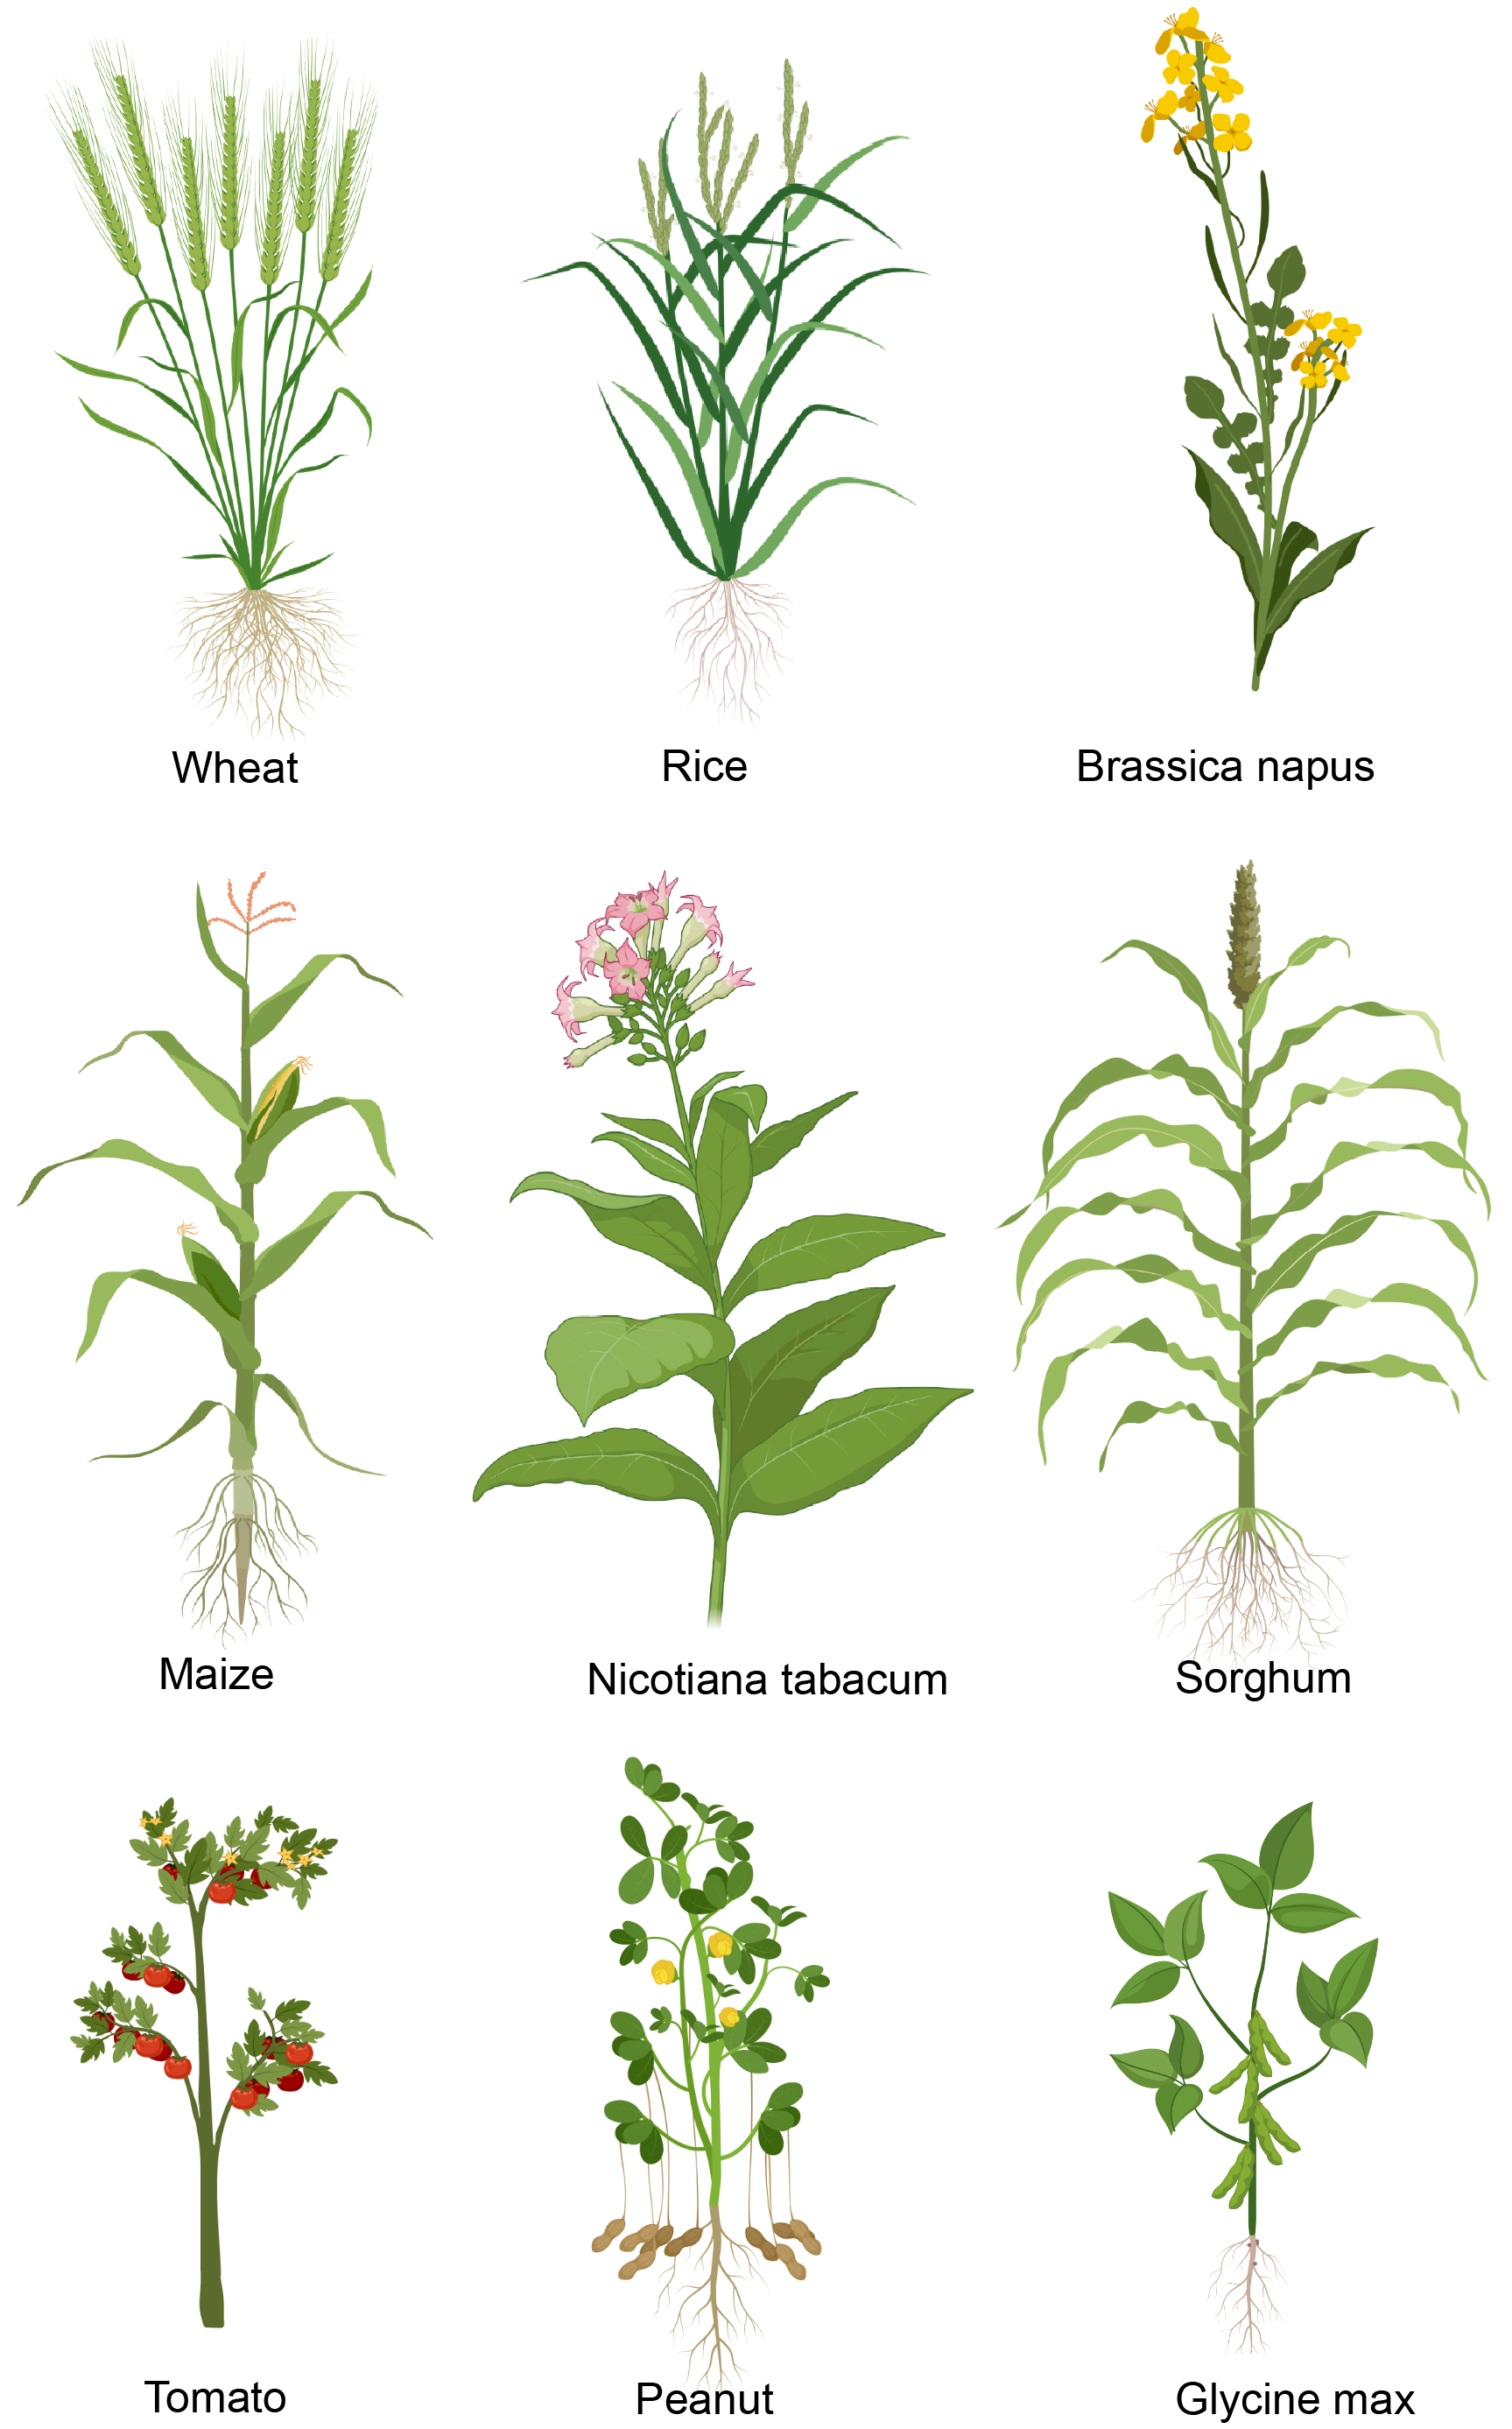 Wheat
Rice
Brassica napus
Maize
Nicotiana tabacum
Sorghum
Tomato
Peanut
Glycine max